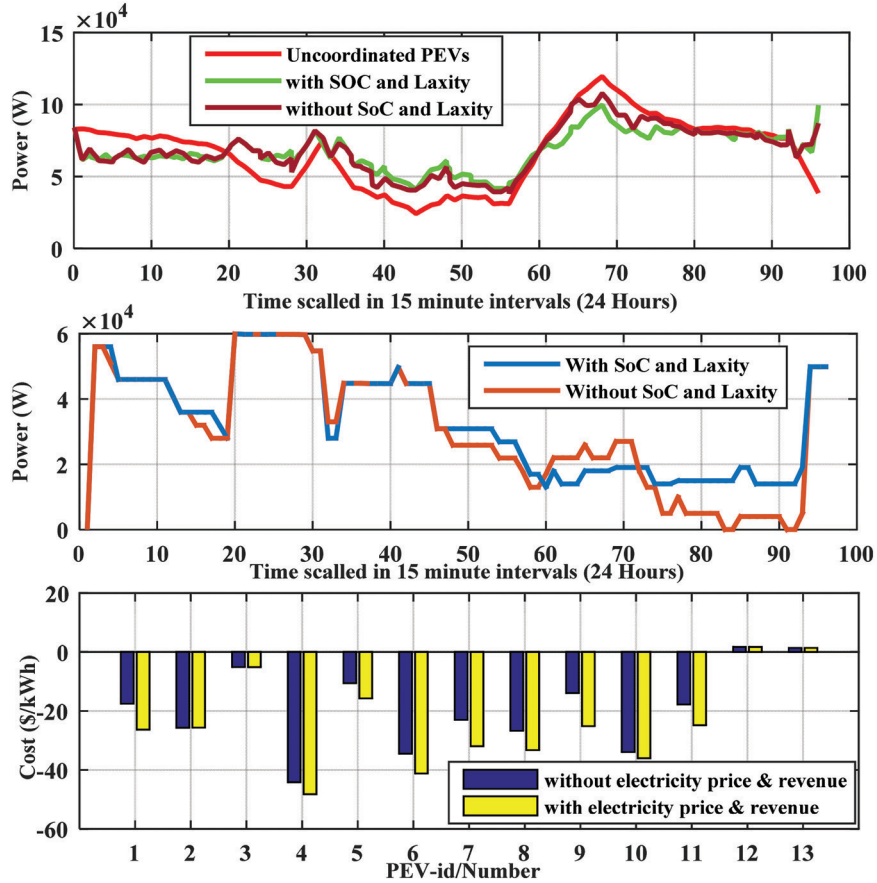 ×10⁴
15
10
5
0
Power (W)
Uncoordinated PEVs
with SOC and Laxity
without SoC and Laxity
0 10 20 30 40 50 60 70 80 90 100
Time scalled in 15 minute intervals (24 Hours)
×10⁴
6
4
2
0
Power (W)
With SoC and Laxity
Without SoC and Laxity
0 10 20 30 40 50 60 70 80 90 100
Time scalled in 15 minute intervals (24 Hours)
20
0
-20
-40
-60
Cost ($/kWh)
without electricity price & revenue
with electricity price & revenue
1 2 3 4 5 6 7 8 9 10 11 12 13
PEV-id/Number